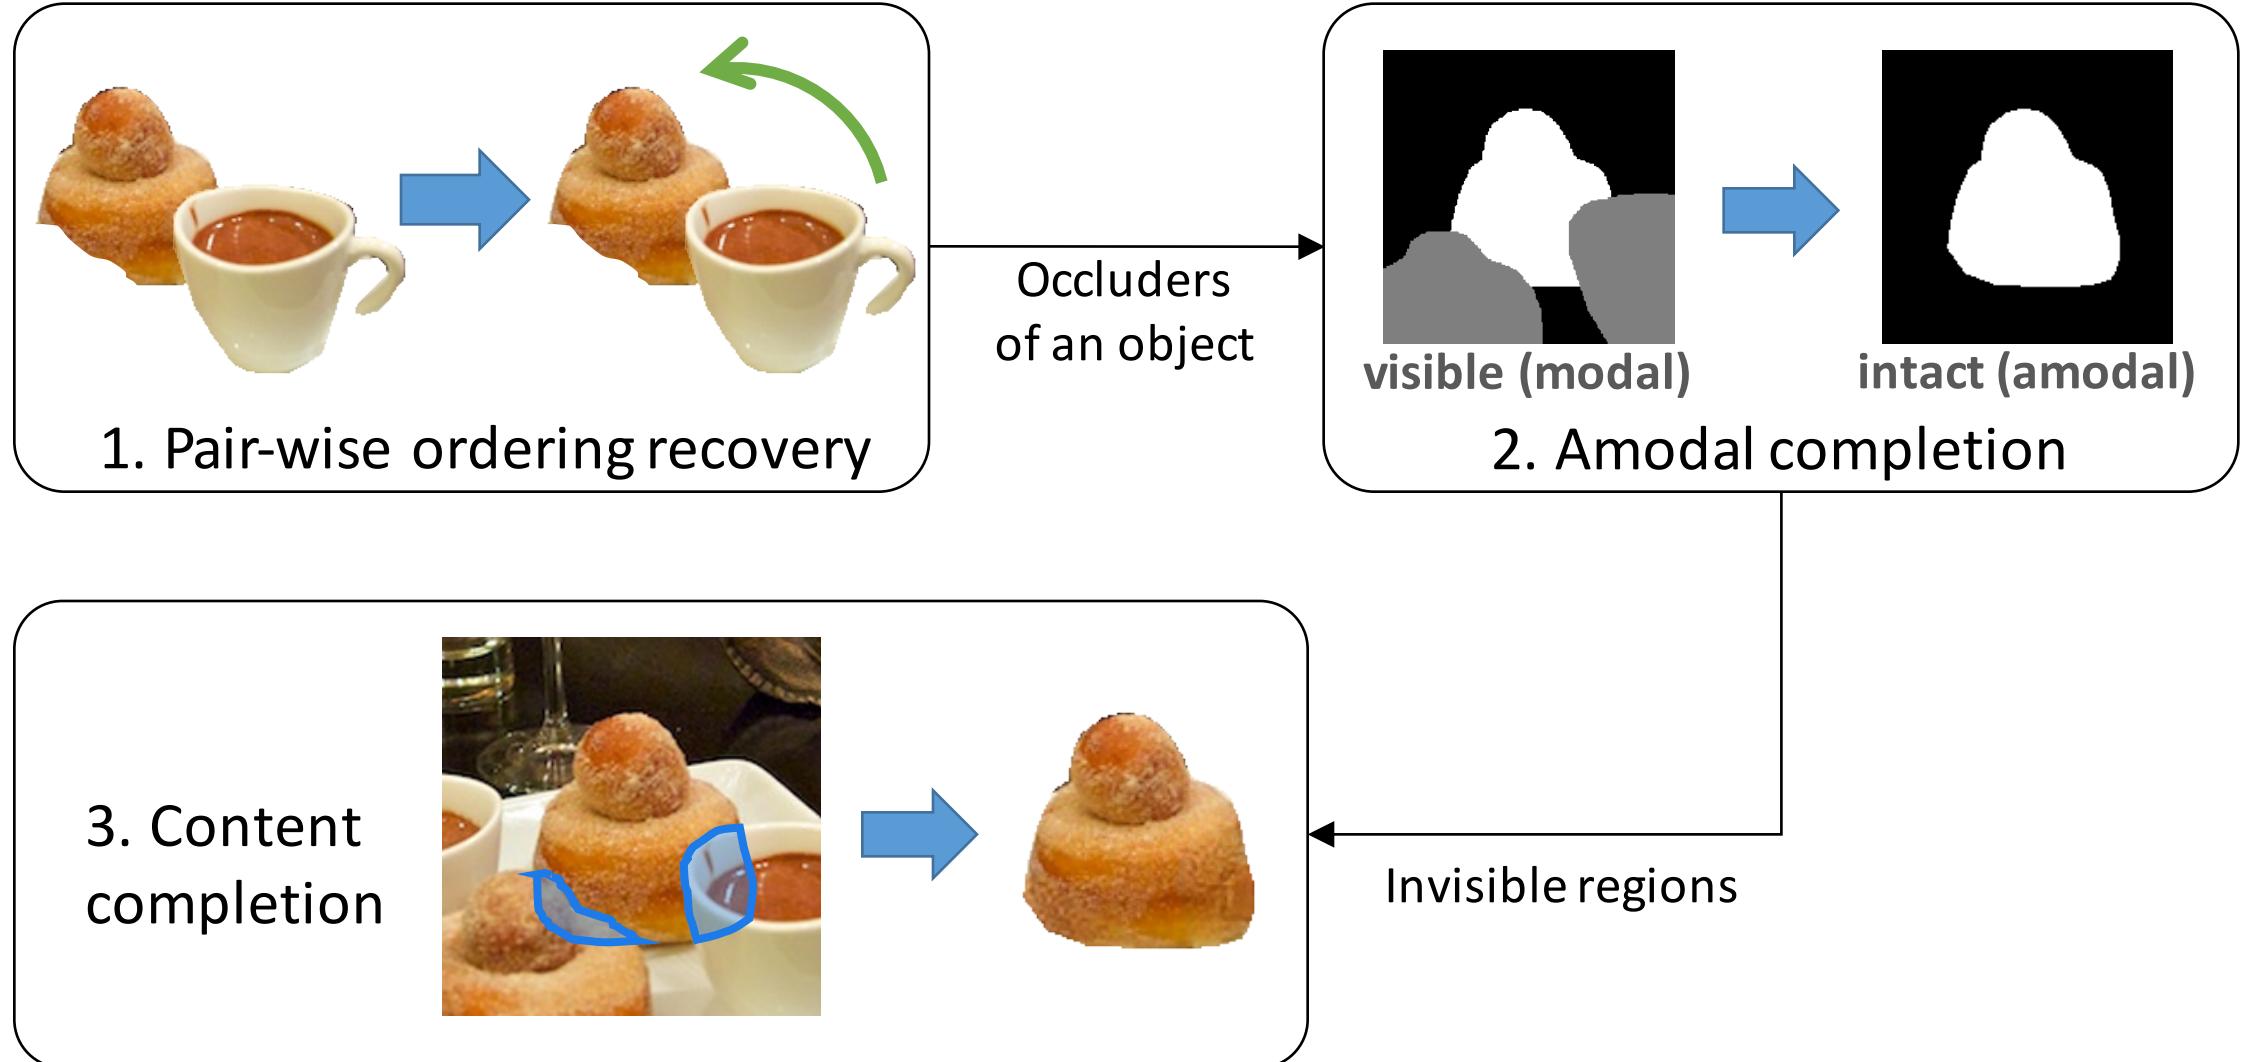 1. Pair-wise ordering recovery
Occluders
of an object
visible (modal)
intact (amodal)
2. Amodal completion
3. Content
completion
Invisible regions